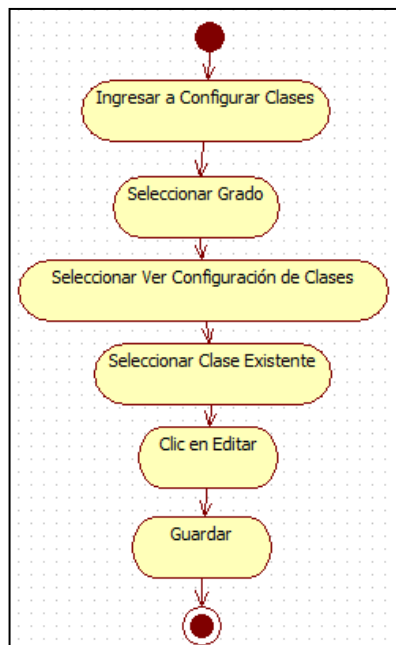 Ingresar a Configurar Clases
Seleccionar Grado
Seleccionar Ver Configuración de Clases
Seleccionar Clase Existente
Clic en Editar
Guardar